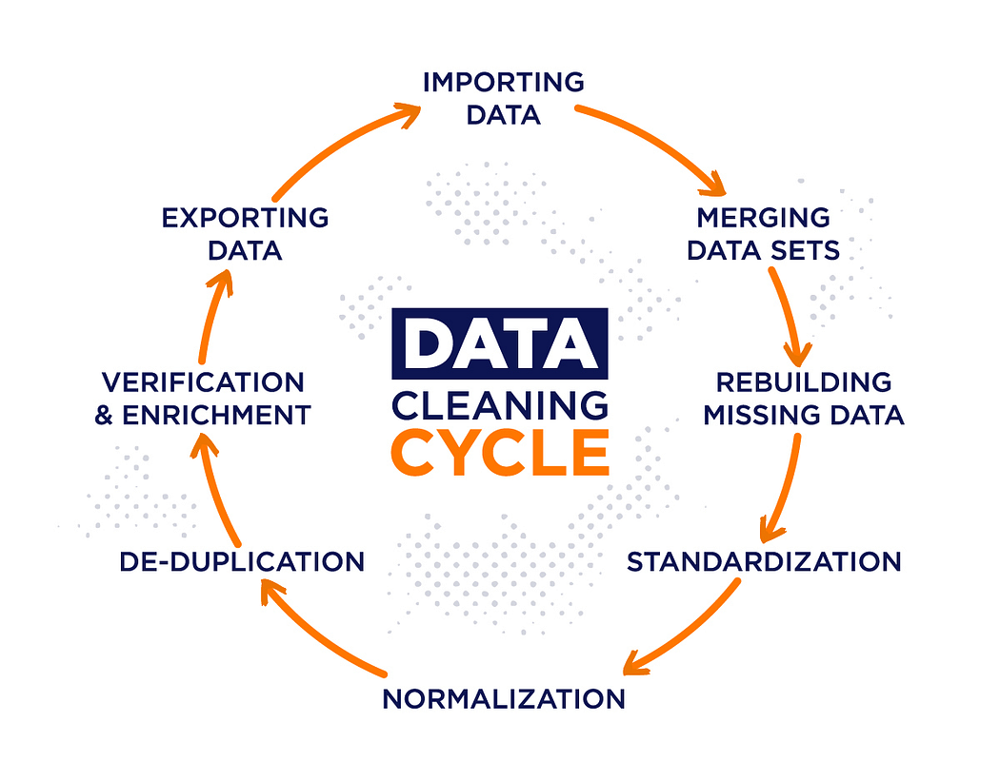 IMPORTING
DATA
MERGING
DATA SETS
REBUILDING
MISSING DATA
STANDARDIZATION
NORMALIZATION
DE-DUPLICATION
VERIFICATION
& ENRICHMENT
EXPORTING
DATA
DATA
CLEANING
CYCLE